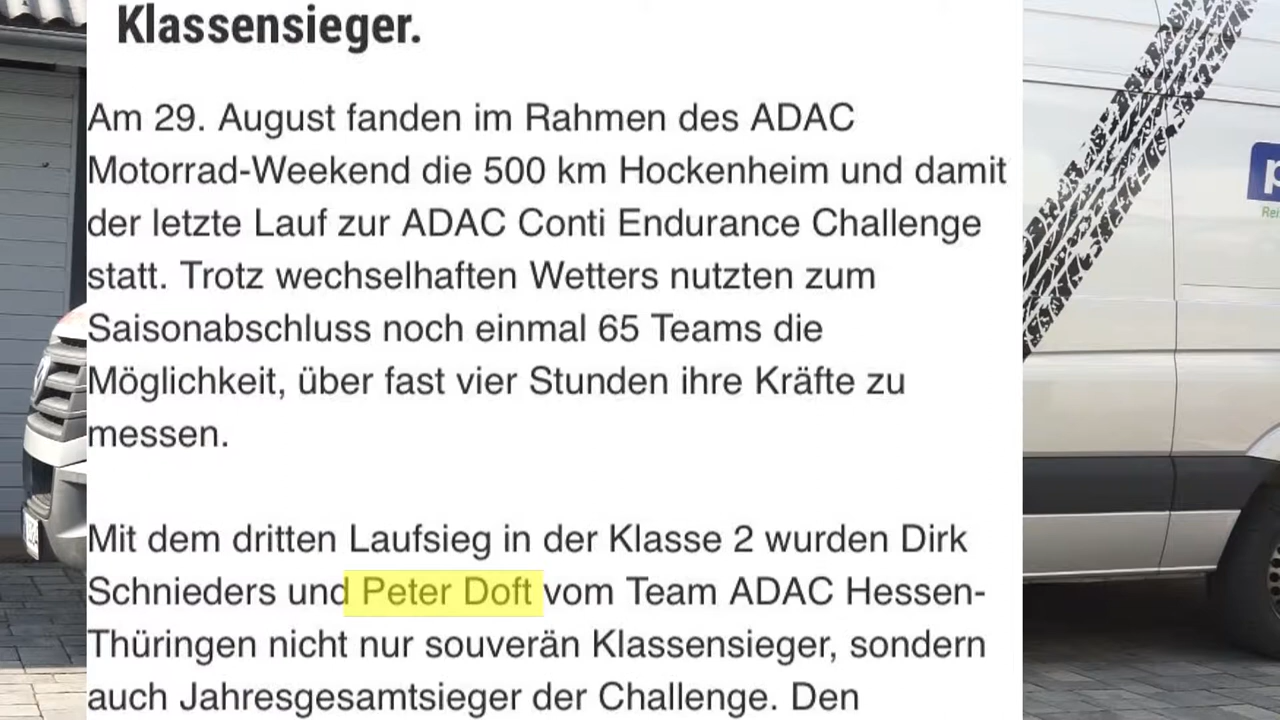 Klassensieger.
Am 29. August fanden im Rahmen des ADAC
Motorrad-Weekend die 500 km Hockenheim und damit
der letzte Lauf zur ADAC Conti Endurance Challenge
statt. Trotz wechselhaften Wetters nutzten zum
Saisonabschluss noch einmal 65 Teams die
Möglichkeit, über fast vier Stunden ihre Kräfte zu
messen.
Mit dem dritten Laufsieg in der Klasse 2 wurden Dirk
Schnieders und Peter Doft vom Team ADAC Hessen-
Thüringen nicht nur souverän Klassensieger, sondern
auch Jahresgesamtsieger der Challenge. Den